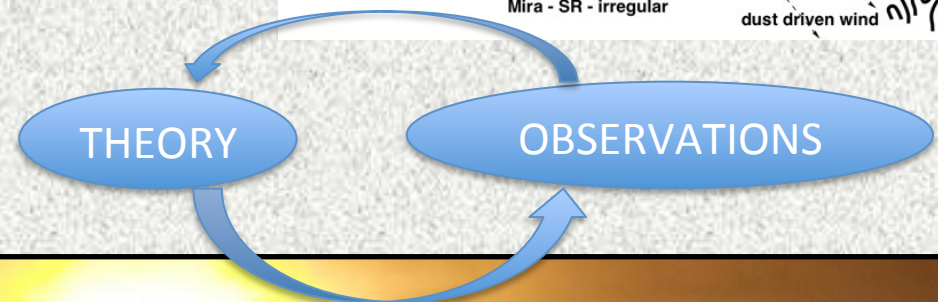 Mira - SR - irregular
dust driven wind
THEORY
OBSERVATIONS